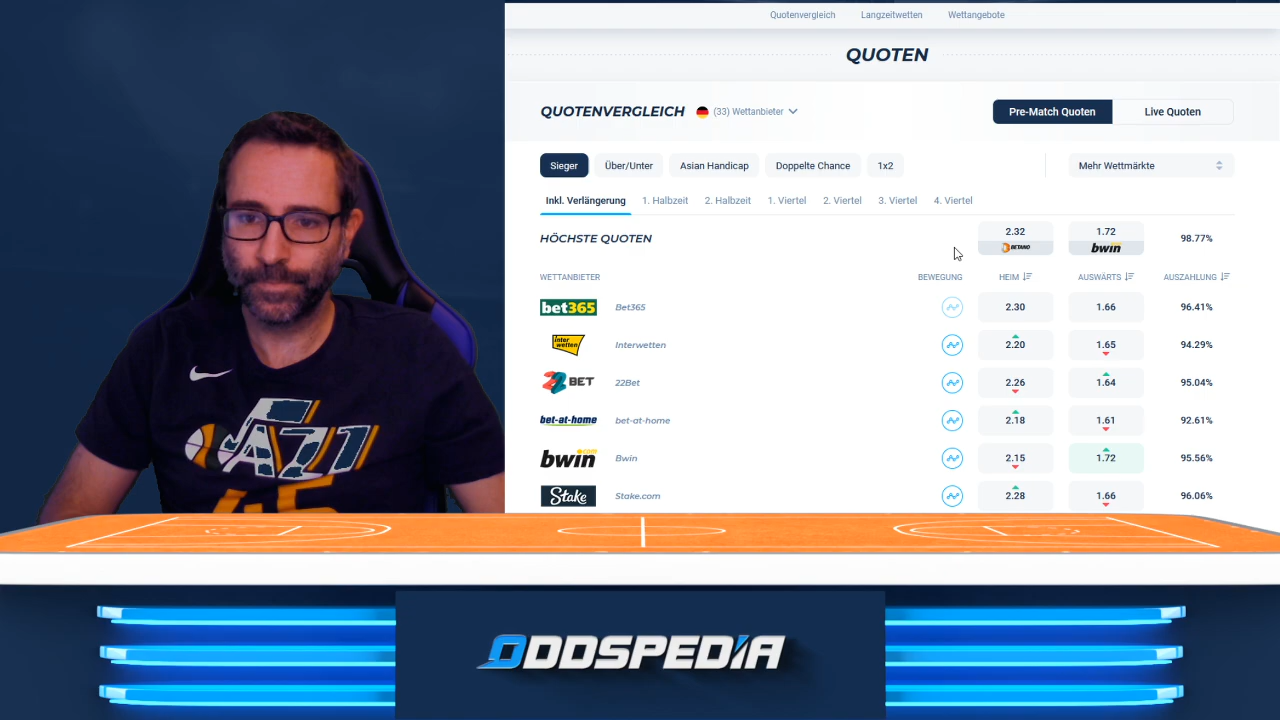 Quotenvergleich Langzeitwetten Wettangebote
QUOTEN
QUOTENVERGLEICH (33) Wettanbieter Pre-Match Quoten Live Quoten
Sieger Über/Unter Asian Handicap Doppelte Chance 1x2 Mehr Wettmärkte
Inkl. Verlängerung 1. Halbzeit 2. Halbzeit 1. Viertel 2. Viertel 3. Viertel 4. Viertel
HÖCHSTE QUOTEN 2.32 1.72 98.77%
BETANO bwin
WETTANBIETER BEWEGUNG HEIM AUSWÄRTS AUSZAHLUNG
bet365 Bet365 2.30 1.66 96.41%
inter wetten Interwetten 2.20 1.65 94.29%
22BET 22Bet 2.26 1.64 95.04%
bet-at-home bet-at-home 2.18 1.61 92.61%
bwin.com Bwin 2.15 1.72 95.56%
Stake Stake.com 2.28 1.66 96.06%
JAZZ
45
ODDSPEDIA